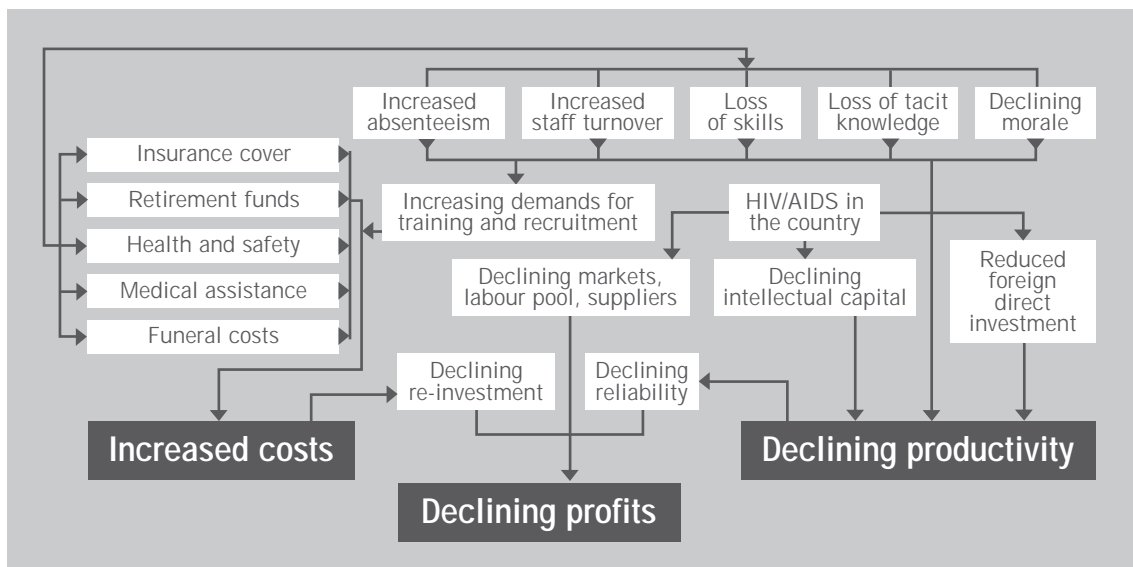 Increased
absenteeism
Increased
staff turnover
Loss
of skills
Loss of tacit
knowledge
Declining
morale
Insurance cover
Retirement funds
Health and safety
Medical assistance
Funeral costs
Increasing demands for
training and recruitment
HIV/AIDS in
the country
Declining markets,
labour pool, suppliers
Declining
intellectual capital
Reduced
foreign
direct
investment
Declining
re-investment
Declining
reliability
Increased costs
Declining productivity
Declining profits